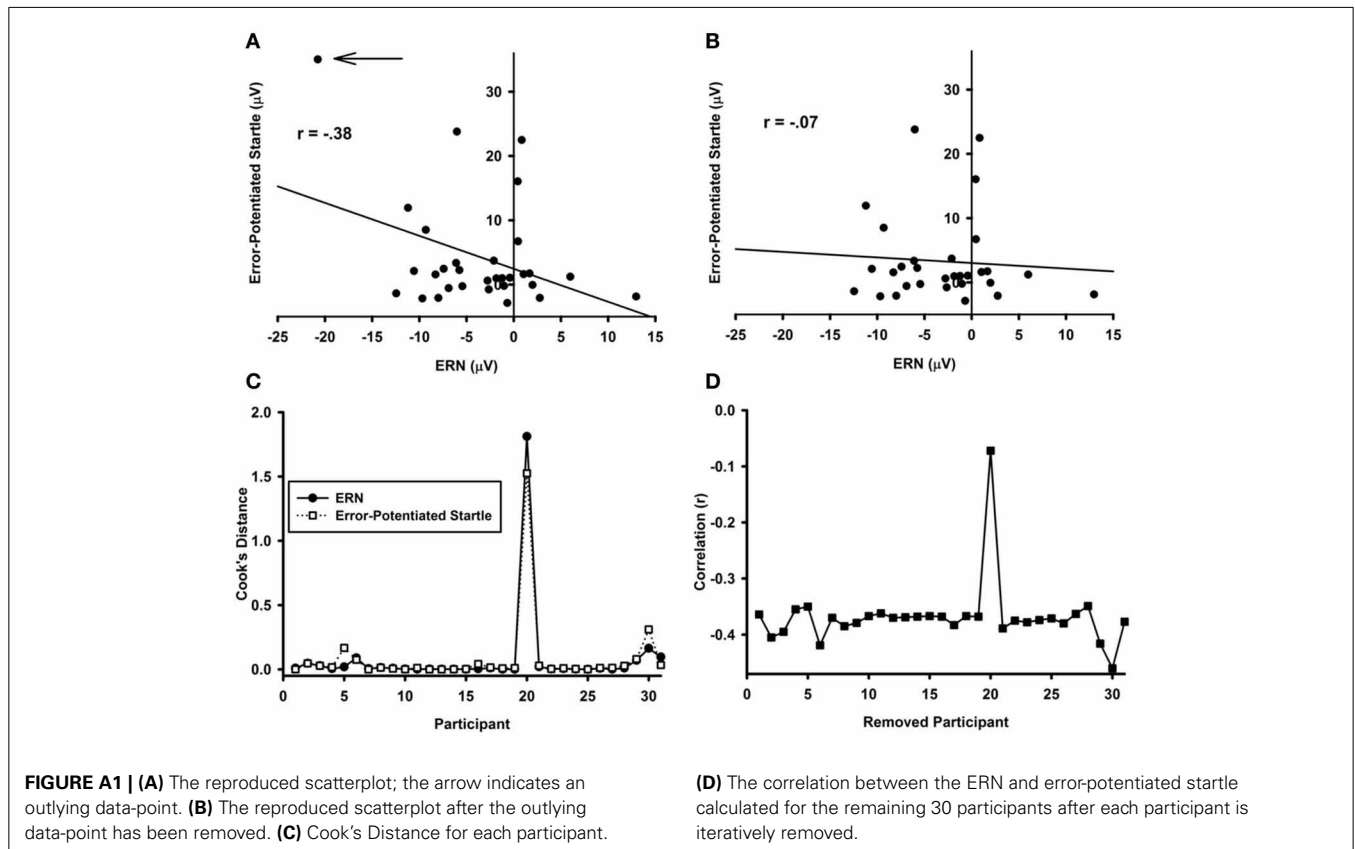 A
Error-Potentiated Startle (μV)
30
20
10
0
r = -.38
-25 -20 -15 -10 -5 0 5 10 15
ERN (μV)
B
Error-Potentiated Startle (μV)
30
20
10
0
r = -.07
-25 -20 -15 -10 -5 0 5 10 15
ERN (μV)
C
Cook's Distance
2.0
1.5
1.0
0.5
0.0
ERN
Error-Potentiated Startle
0 5 10 15 20 25 30
Participant
D
Correlation (r)
0.0
-0.1
-0.2
-0.3
-0.4
0 5 10 15 20 25 30
Removed Participant
FIGURE A1 | (A) The reproduced scatterplot; the arrow indicates an
outlying data-point. (B) The reproduced scatterplot after the outlying
data-point has been removed. (C) Cook's Distance for each participant.
(D) The correlation between the ERN and error-potentiated startle
calculated for the remaining 30 participants after each participant is
iteratively removed.